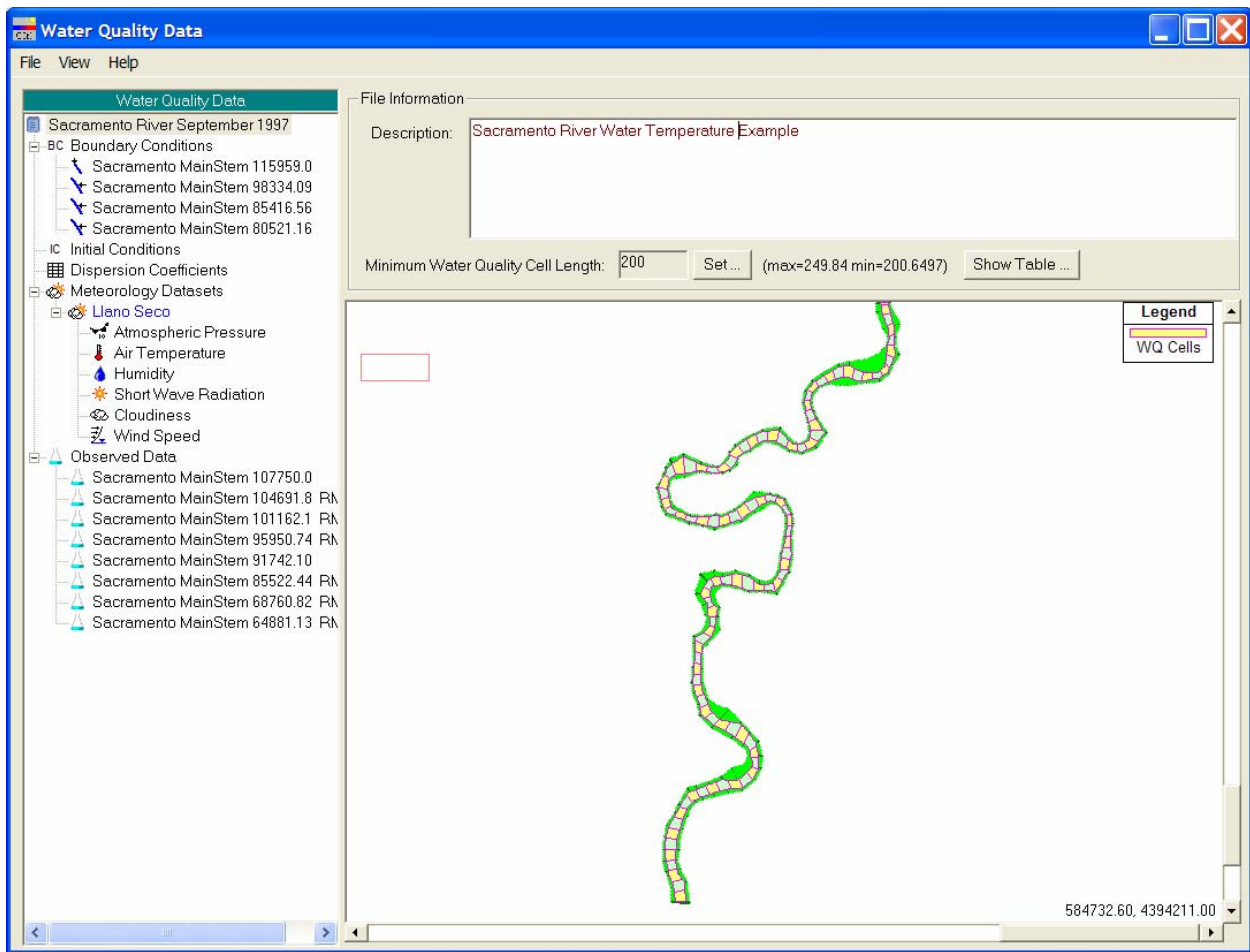 Water Quality Data
File View Help
Water Quality Data
Sacramento River September 1997
BC Boundary Conditions
Sacramento MainStem 115959.0
Sacramento MainStem 98334.09
Sacramento MainStem 85416.56
Sacramento MainStem 80521.16
IC Initial Conditions
Dispersion Coefficients
Meteorology Datasets
Llano Seco
Atmospheric Pressure
Air Temperature
Humidity
Short Wave Radiation
Cloudiness
Wind Speed
Observed Data
Sacramento MainStem 107750.0
Sacramento MainStem 104691.8 RM
Sacramento MainStem 101162.1 RM
Sacramento MainStem 95950.74 RM
Sacramento MainStem 91742.10
Sacramento MainStem 85522.44 RM
Sacramento MainStem 68760.82 RM
Sacramento MainStem 64881.13 RM
File Information
Description: Sacramento River Water Temperature Example
Minimum Water Quality Cell Length: 200 Set ... (max=249.84 min=200.6497) Show Table ...
Legend
WQ Cells
584732.60, 4394211.00